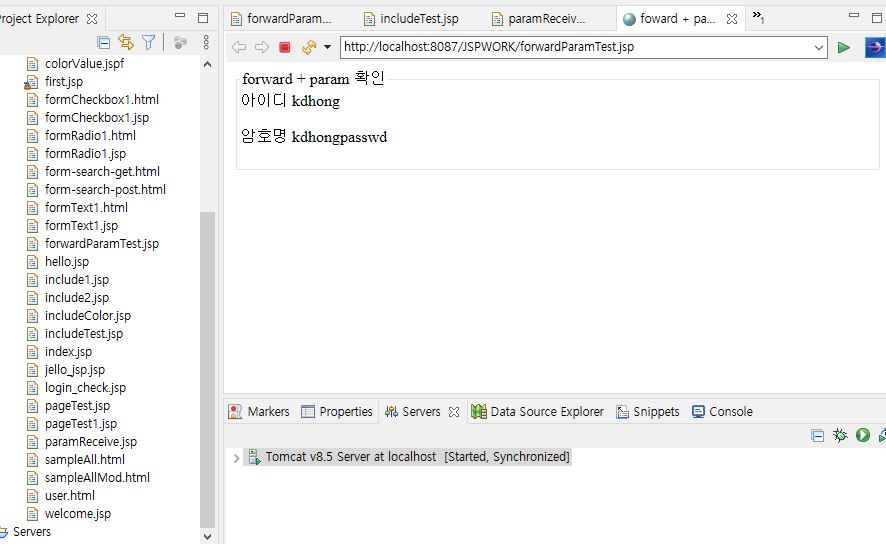 Project Explorer
forwardParam...
includeTest.jsp
paramReceiv...
foward + pa...
»1
http://localhost:8087/JSPWORK/forwardParamTest.jsp
colorValue.jspf
first.jsp
formCheckbox1.html
formCheckbox1.jsp
formRadio1.html
formRadio1.jsp
form-search-get.html
form-search-post.html
formText1.html
formText1.jsp
forwardParamTest.jsp
hello.jsp
include1.jsp
include2.jsp
includeColor.jsp
includeTest.jsp
index.jsp
jello_jsp.jsp
login_check.jsp
pageTest.jsp
pageTest1.jsp
paramReceive.jsp
sampleAll.html
sampleAllMod.html
user.html
welcome.jsp
Servers
forward + param 확인
아이디 kdhong
암호명 kdhongpasswd
Markers Properties Servers Data Source Explorer Snippets Console
Tomcat v8.5 Server at localhost [Started, Synchronized]